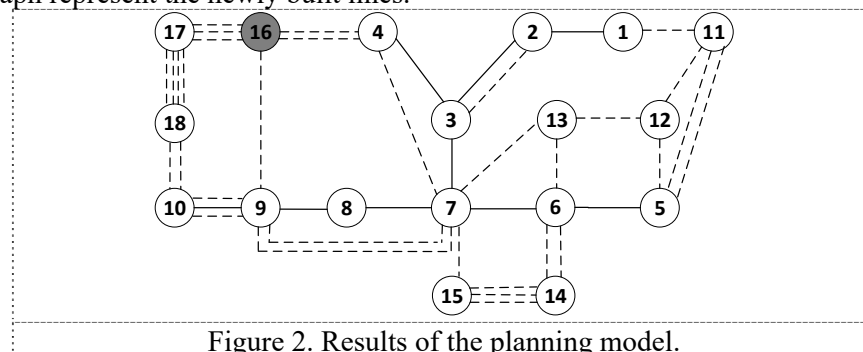 aph represent the newly built lines.
17 16 4 2 1 11
3 13 12
18
10 9 8 7 6 5
15 14
Figure 2. Results of the planning model.